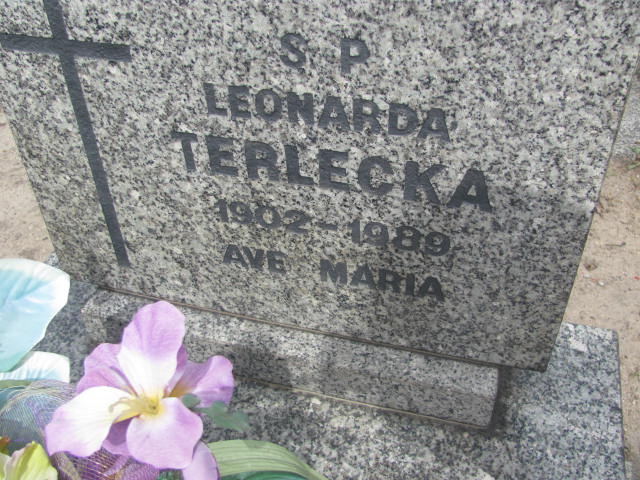 S P
LEONARDA
TERLECKA
1902-1989
AVE MARIA